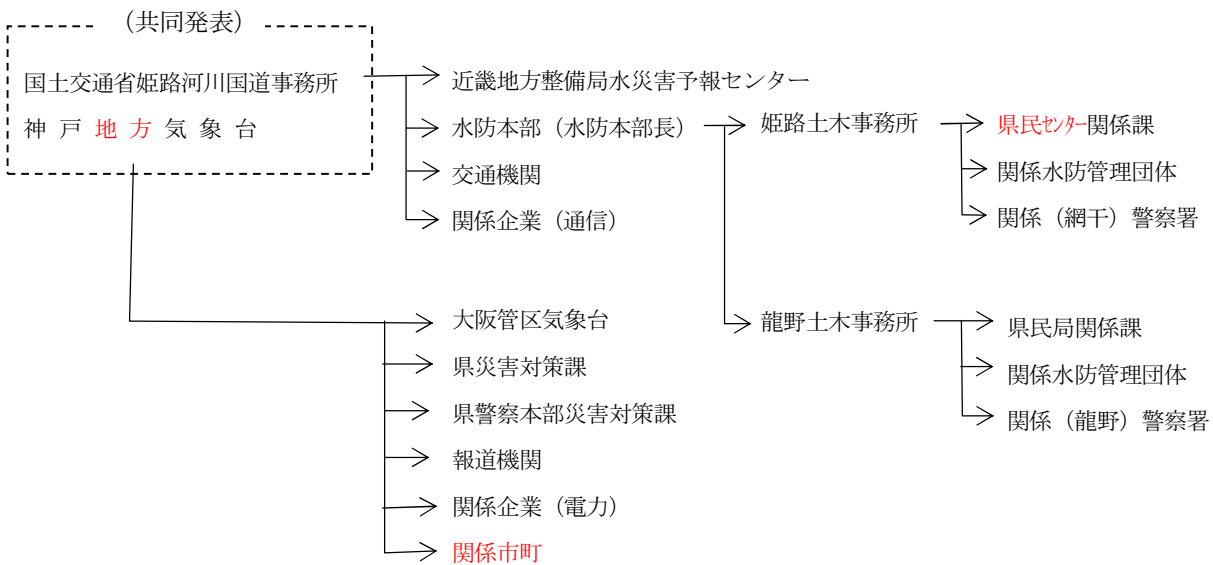 （共同発表）
国土交通省姫路河川国道事務所
神戸地方気象台
近畿地方整備局水災害予報センター
水防本部（水防本部長）
交通機関
関係企業（通信）
姫路土木事務所
県民ｾﾝﾀｰ関係課
関係水防管理団体
関係（網干）警察署
龍野土木事務所
県民局関係課
関係水防管理団体
関係（龍野）警察署
大阪管区気象台
県災害対策課
県警察本部災害対策課
報道機関
関係企業（電力）
関係市町